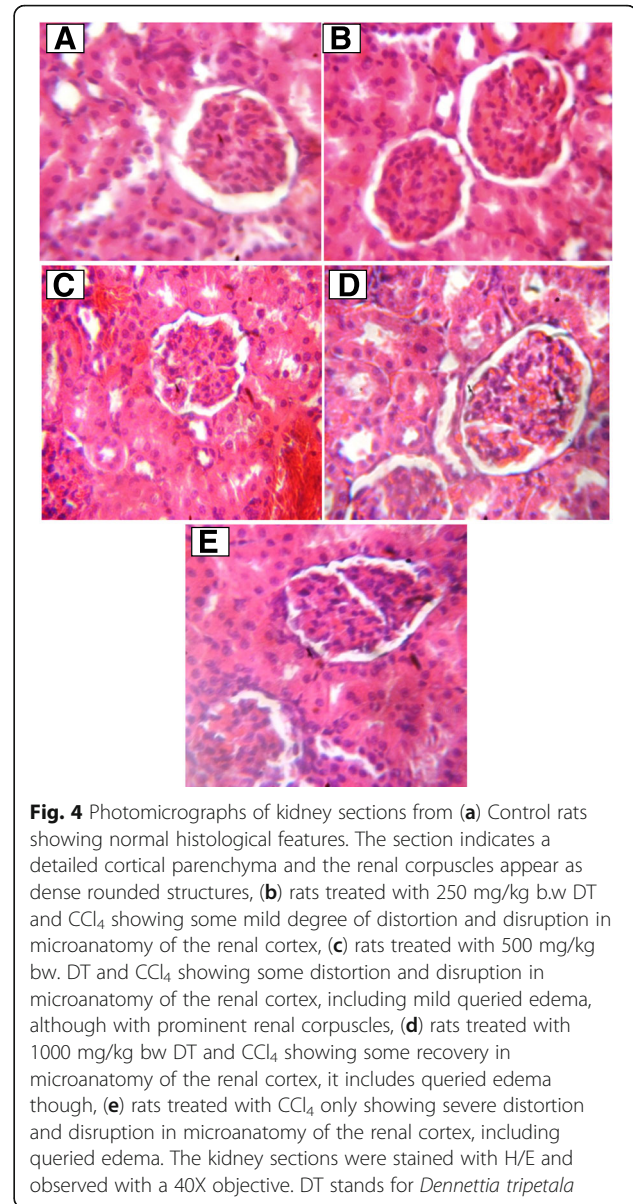 A
B
C
D
E
Fig. 4 Photomicrographs of kidney sections from (a) Control rats
showing normal histological features. The section indicates a
detailed cortical parenchyma and the renal corpuscles appear as
dense rounded structures, (b) rats treated with 250 mg/kg b.w DT
and CCl₄ showing some mild degree of distortion and disruption in
microanatomy of the renal cortex, (c) rats treated with 500 mg/kg
bw. DT and CCl₄ showing some distortion and disruption in
microanatomy of the renal cortex, including mild queried edema,
although with prominent renal corpuscles, (d) rats treated with
1000 mg/kg bw DT and CCl₄ showing some recovery in
microanatomy of the renal cortex, it includes queried edema
though, (e) rats treated with CCl₄ only showing severe distortion
and disruption in microanatomy of the renal cortex, including
queried edema. The kidney sections were stained with H/E and
observed with a 40X objective. DT stands for Dennettia tripetala